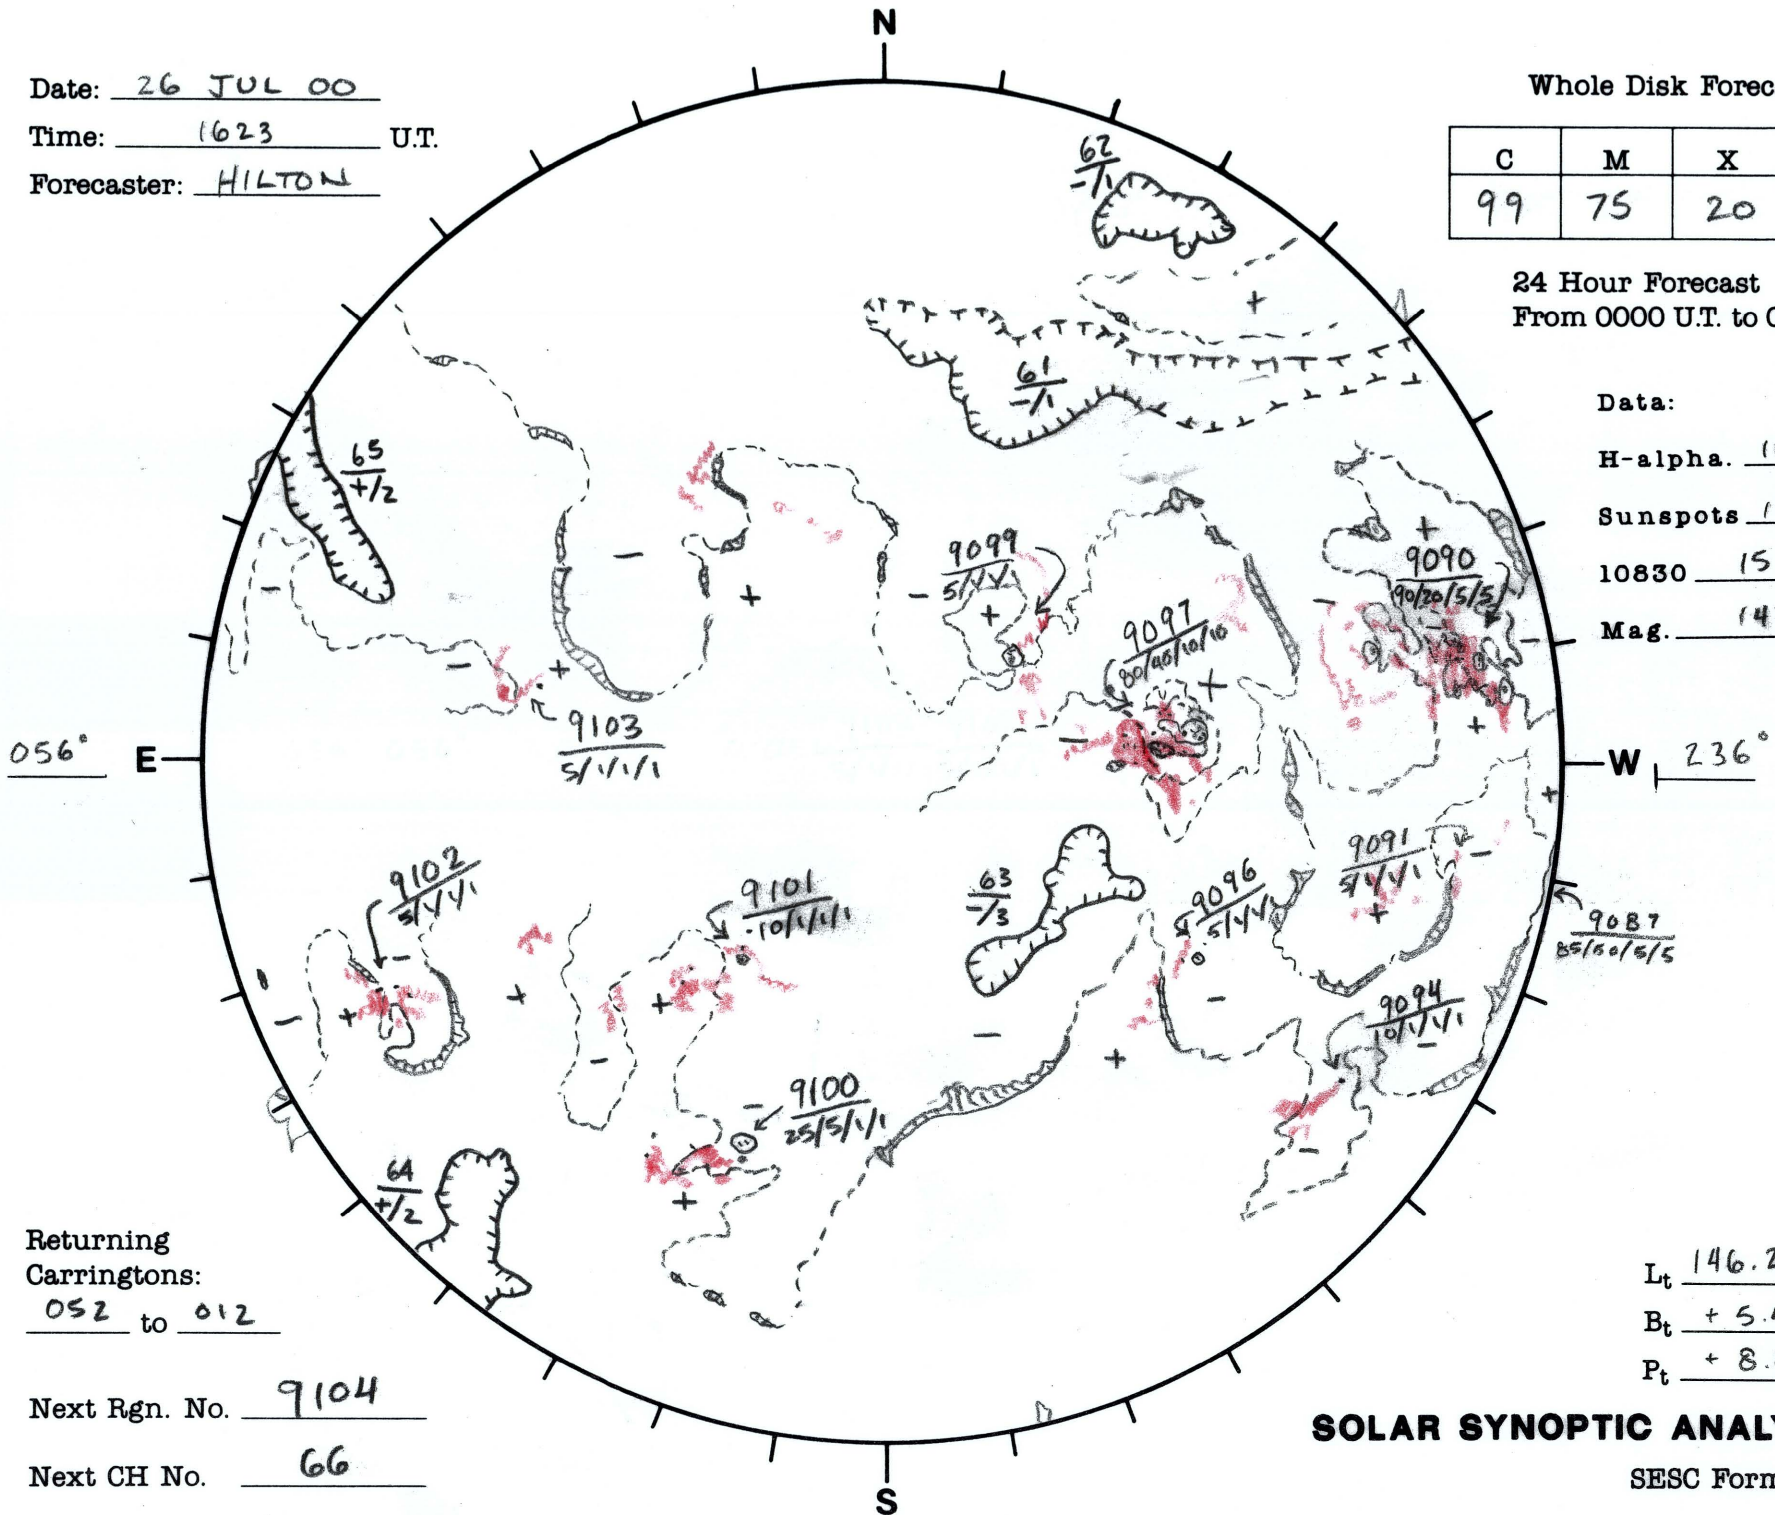 N
Date: 26 JUL 00
Time: 1623 U.T.
Forecaster: HILTON
Whole Disk Forec
C M X
99 75 20
24 Hour Forecast
From 0000 U.T. to 0
62
-/1
61
-/1
65
+/2
Data:
H-alpha.
Sunspots
10830 15
Mag. 14
9099
5/1/1/1
9090
90/20/5/5
9097
80/40/10/10
9103
5/1/1/1
056° E
W 236°
9102
5/1/1/1
9101
10/1/1/1
63
-/3
9096
5/1/1/1
9091
5/1/1/1
9087
85/50/5/5
9094
10/1/1/1
9100
25/5/1/1
64
+/2
Returning
Carringtons:
052 to 012
Next Rgn. No. 9104
Next CH No. 66
Lt 146.2
Bt + 5.
Pt + 8.
SOLAR SYNOPTIC ANALY
SESC Form
S